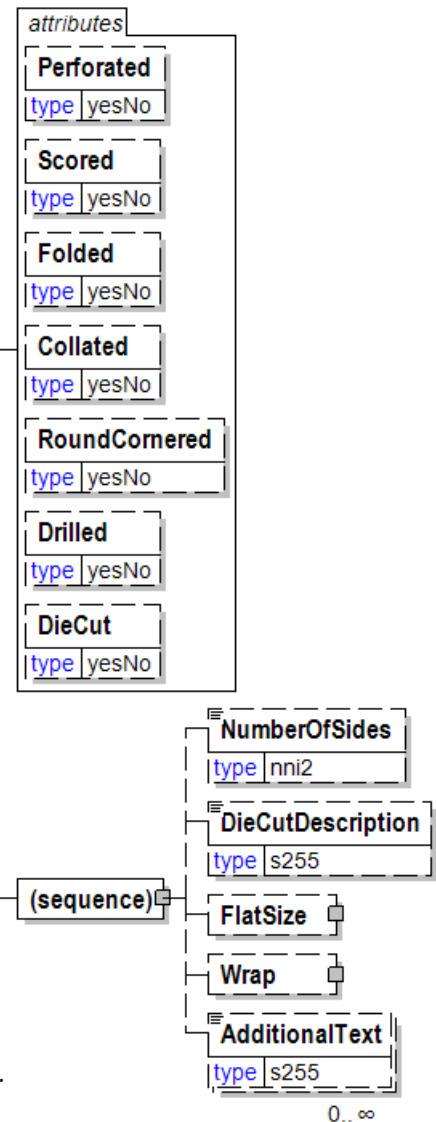 attributes
Perforated
type yesNo
Scored
type yesNo
Folded
type yesNo
Collated
type yesNo
RoundCornered
type yesNo
Drilled
type yesNo
DieCut
type yesNo
NumberOfSides
type nni2
DieCutDescription
type s255
(sequence)
FlatSize
Wrap
AdditionalText
type s255
.
0.. ∞